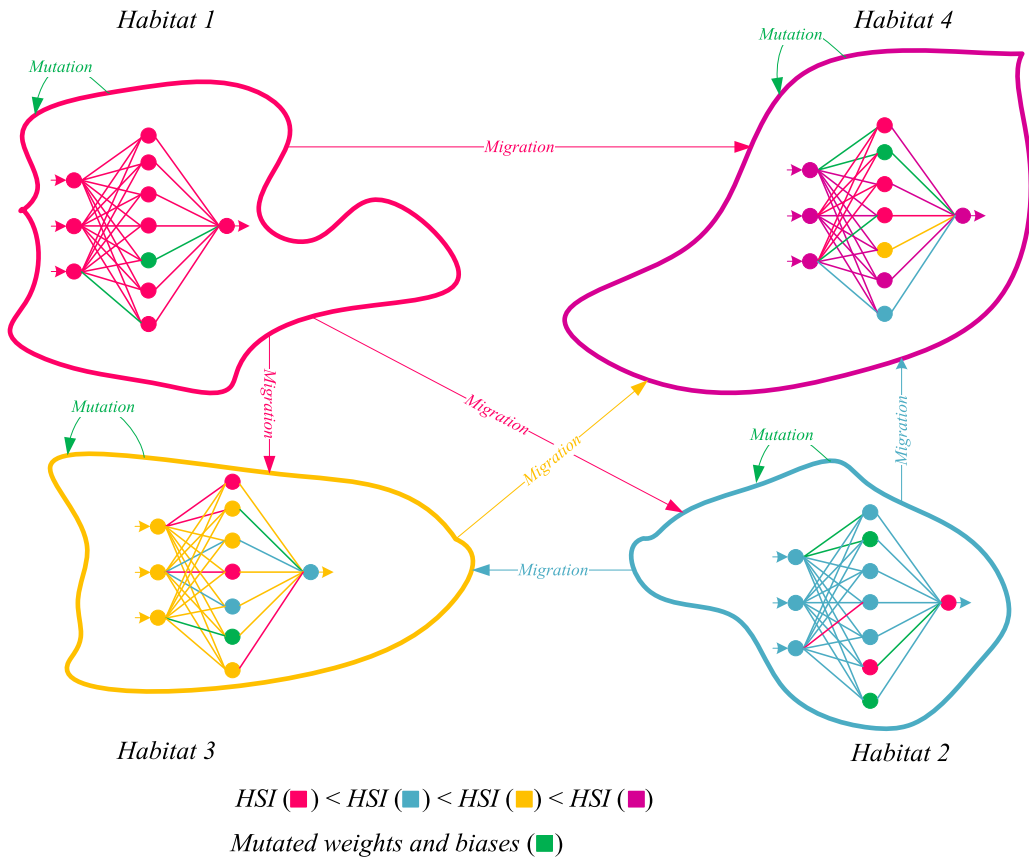 Habitat 1
Habitat 4
Mutation
Mutation
Migration
Migration
Migration
Migration
Migration
Mutation
Mutation
Migration
Habitat 3
Habitat 2
HSI (■) < HSI (■) < HSI (■) < HSI (■)
Mutated weights and biases (■)